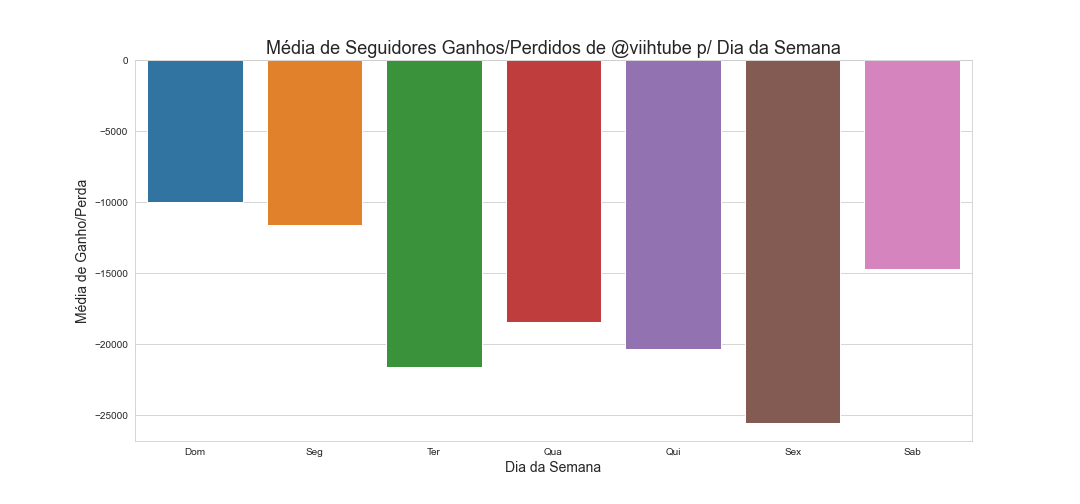 Média de Seguidores Ganhos/Perdidos de @viihtube p/ Dia da Semana
Média de Ganho/Perda
0
−5000
−10000
−15000
−20000
−25000
Dom Seg Ter Qua Qui Sex Sab
Dia da Semana